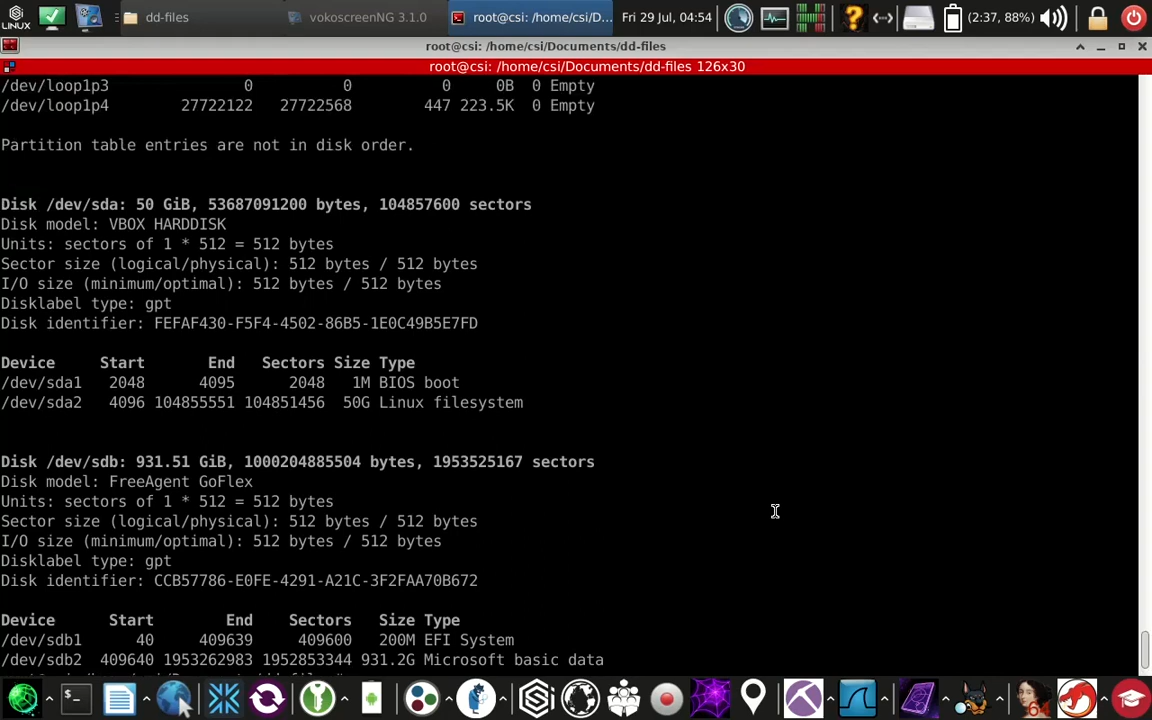 LINUX
dd-files
vokoscreenNG 3.1.0
root@csi: /home/csi/D...
Fri 29 Jul, 04:54
(2:37, 88%)
root@csi: /home/csi/Documents/dd-files
root@csi: /home/csi/Documents/dd-files 126x30
/dev/loop1p3 0 0 0 0B 0 Empty
/dev/loop1p4 27722122 27722568 447 223.5K 0 Empty
Partition table entries are not in disk order.
Disk /dev/sda: 50 GiB, 53687091200 bytes, 104857600 sectors
Disk model: VBOX HARDDISK
Units: sectors of 1 * 512 = 512 bytes
Sector size (logical/physical): 512 bytes / 512 bytes
I/O size (minimum/optimal): 512 bytes / 512 bytes
Disklabel type: gpt
Disk identifier: FEFAF430-F5F4-4502-86B5-1E0C49B5E7FD
Device Start End Sectors Size Type
/dev/sda1 2048 4095 2048 1M BIOS boot
/dev/sda2 4096 104855551 104851456 50G Linux filesystem
Disk /dev/sdb: 931.51 GiB, 1000204885504 bytes, 1953525167 sectors
Disk model: FreeAgent GoFlex
Units: sectors of 1 * 512 = 512 bytes
Sector size (logical/physical): 512 bytes / 512 bytes
I/O size (minimum/optimal): 512 bytes / 512 bytes
Disklabel type: gpt
Disk identifier: CCB57786-E0FE-4291-A21C-3F2FAA70B672
Device Start End Sectors Size Type
/dev/sdb1 40 409639 409600 200M EFI System
/dev/sdb2 409640 1953262983 1952853344 931.2G Microsoft basic data